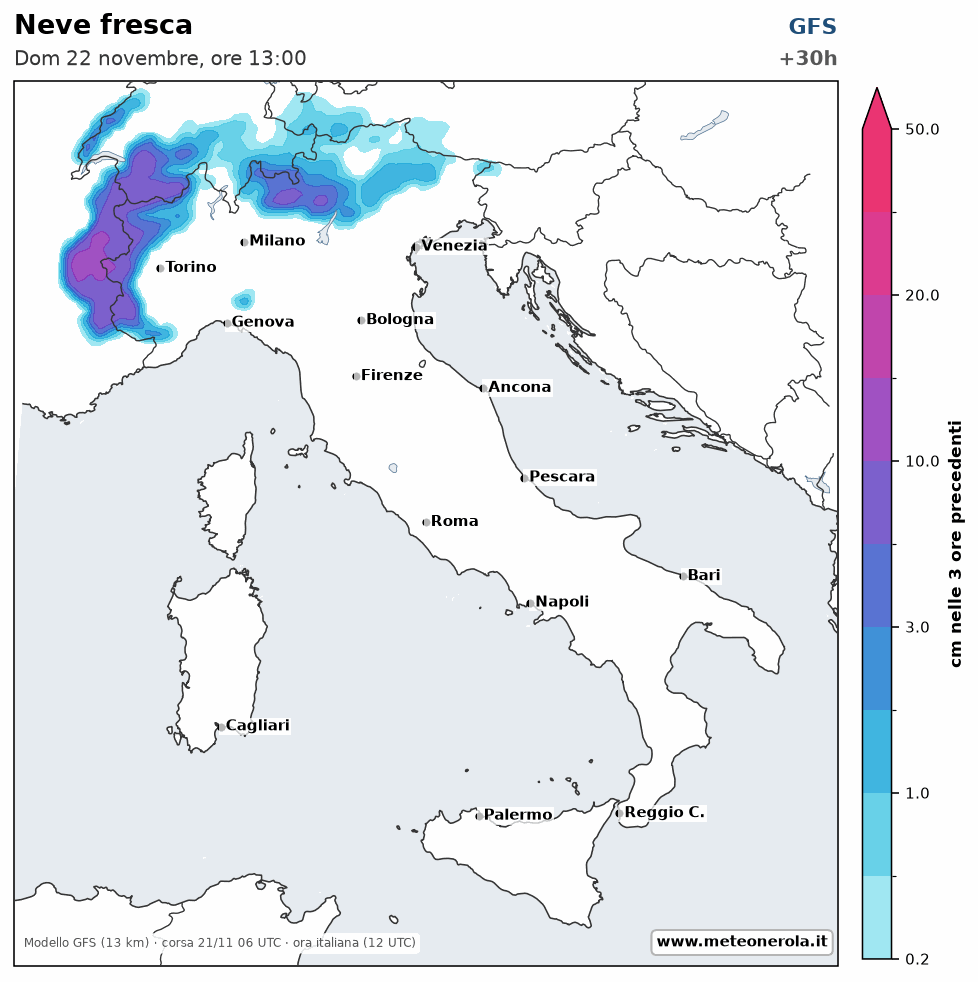 Neve fresca
GFS
Dom 22 novembre, ore 13:00
+30h
50.0
20.0
10.0
3.0
1.0
0.2
cm nelle 3 ore precedenti
Milano
Venezia
Torino
Genova
Bologna
Firenze
Ancona
Pescara
Roma
Bari
Napoli
Cagliari
Palermo
Reggio C.
Modello GFS (13 km) · corsa 21/11 06 UTC · ora italiana (12 UTC)
www.meteonerola.it